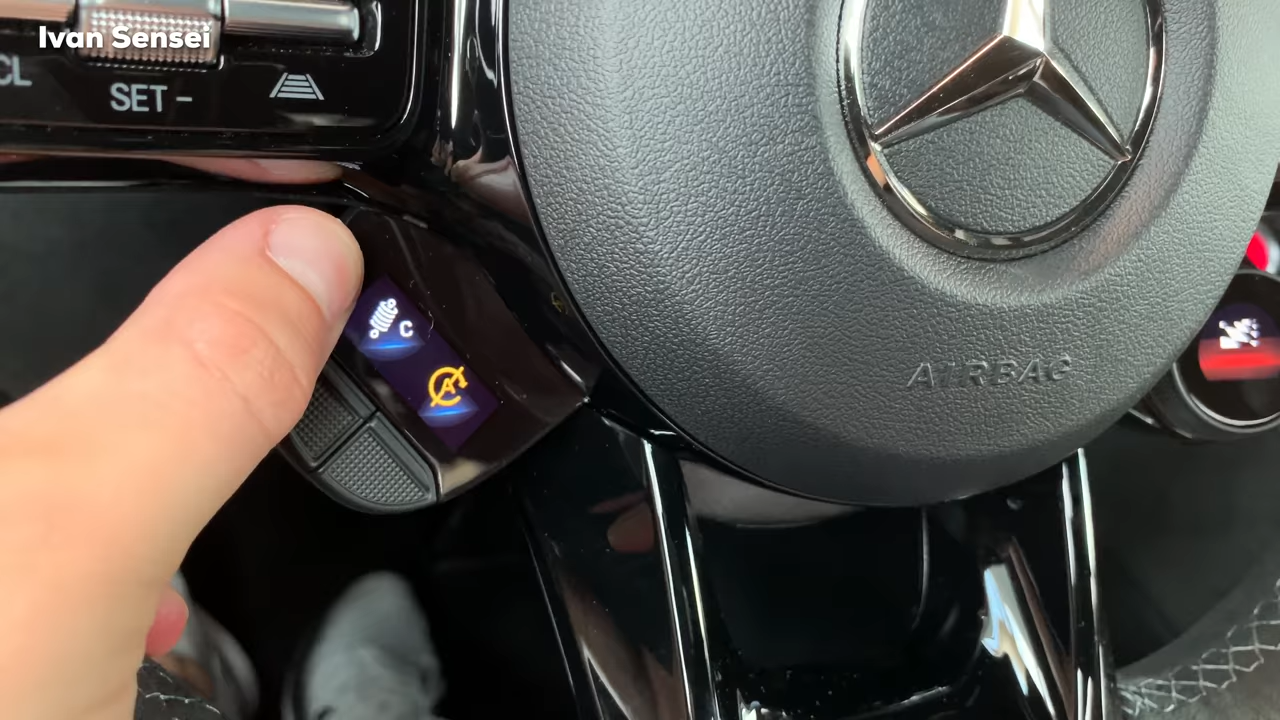 Ivan Sensei
CL
SET –
C
A
AIRBAG